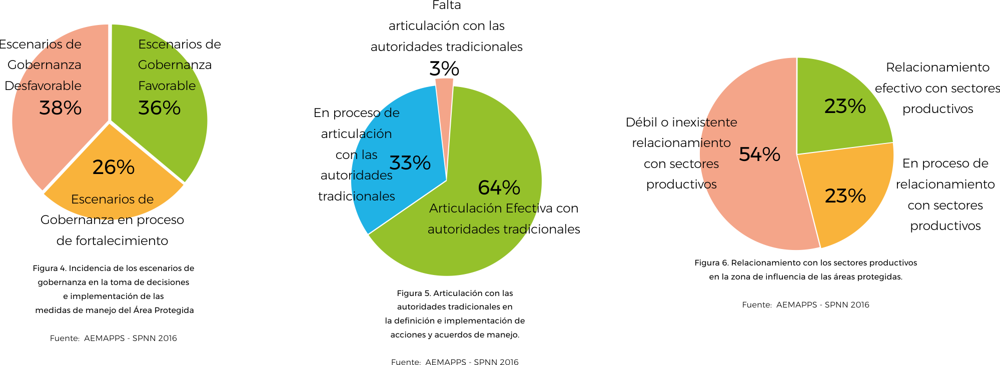 Escenarios de
Gobernanza
Desfavorable
38%
Escenarios de
Gobernanza
Favorable
36%
26%
Escenarios de
Gobernanza en proceso
de fortalecimiento
Figura 4. Incidencia de los escenarios de
gobernanza en la toma de decisiones
e implementación de las
medidas de manejo del Área Protegida
Fuente: AEMAPPS - SPNN 2016
Falta
articulación con las
autoridades tradicionales
3%
En proceso de
articulación
con las
autoridades
tradicionales
33%
64%
Articulación Efectiva con
autoridades tradicionales
Figura 5. Articulación con las
autoridades tradicionales en
la definición e implementación de
acciones y acuerdos de manejo.
Fuente: AEMAPPS - SPNN 2016
Débil o inexistente
relacionamiento
con sectores
productivos
54%
23%
Relacionamiento
efectivo con sectores
productivos
23%
En proceso de
relacionamiento
con sectores
productivos
Figura 6. Relacionamiento con los sectores productivos
en la zona de influencia de las áreas protegidas.
Fuente: AEMAPPS - SPNN 2016